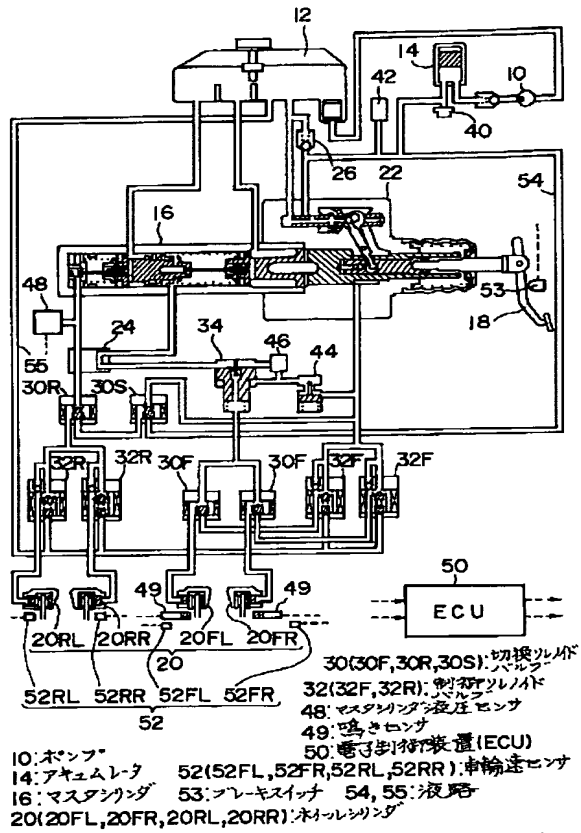 12
14
42
10
40
26
54
22
16
53
18
48
24
34
46
44
55
30R
30S
32R
32R
30F
30F
32F
32F
49
49
50
ECU
20RL
20RR
20FL
20FR
20
52RL
52RR
52FL
52FR
52
30(30F,30R,30S):切換ソレノイドバルブ
32(32F,32R):制御ソレノイドバルブ
48:マスタシリンダ液圧センサ
49:鳴きセンサ
50:電子制御装置(ECU)
10:ポンプ
14:アキュムレータ 52(52FL,52FR,52RL,52RR):車輪速センサ
16:マスタシリンダ 53:ブレーキスイッチ 54,55:液路
20(20FL,20FR,20RL,20RR):ホイールシリンダ